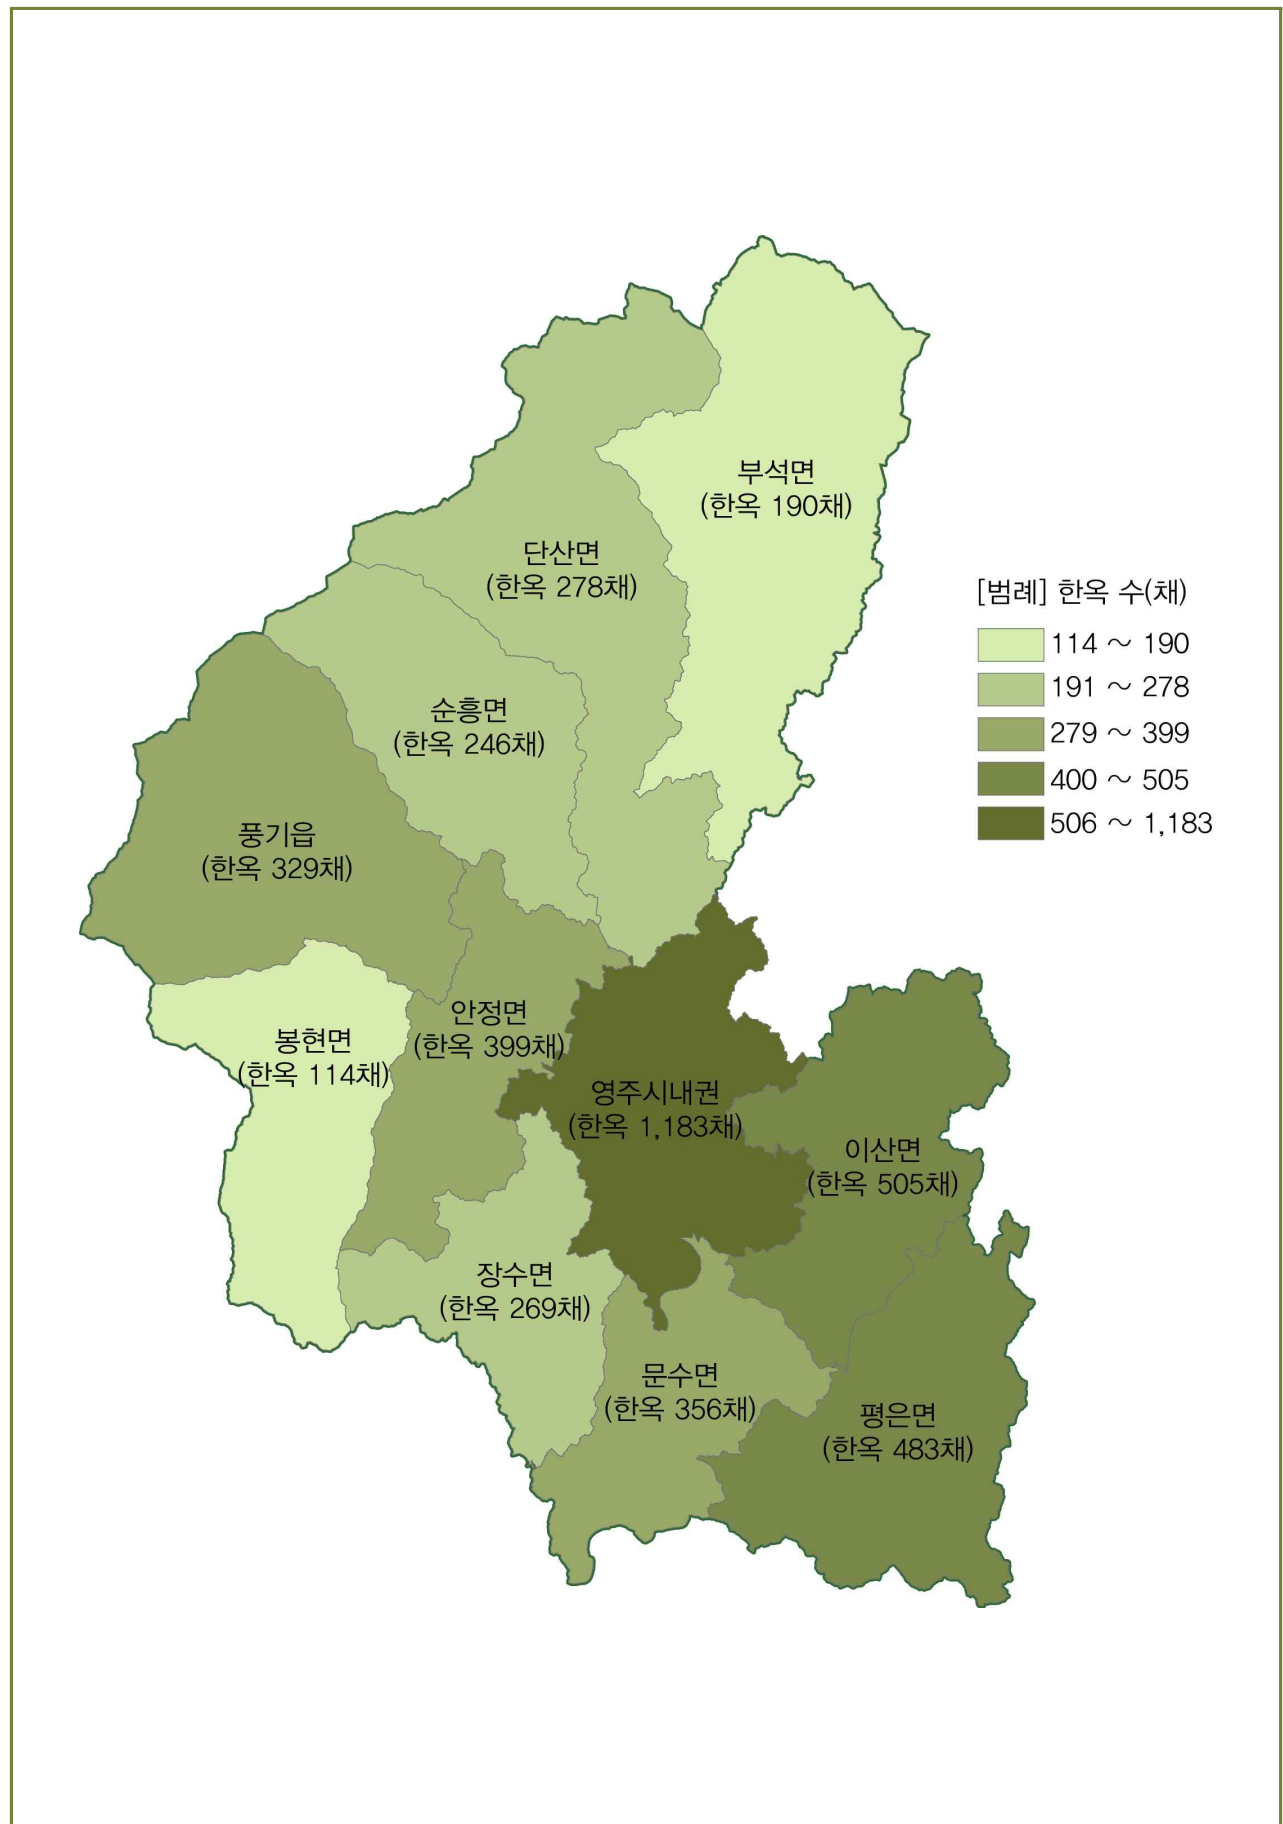 부석면
(한옥 190채)
단산면
(한옥 278채)
[범례] 한옥 수(채)
114 ~ 190
191 ~ 278
279 ~ 399
400 ~ 505
506 ~ 1,183
순흥면
(한옥 246채)
풍기읍
(한옥 329채)
안정면
(한옥 399채)
봉현면
(한옥 114채)
영주시내권
(한옥 1,183채)
이산면
(한옥 505채)
장수면
(한옥 269채)
문수면
(한옥 356채)
평은면
(한옥 483채)